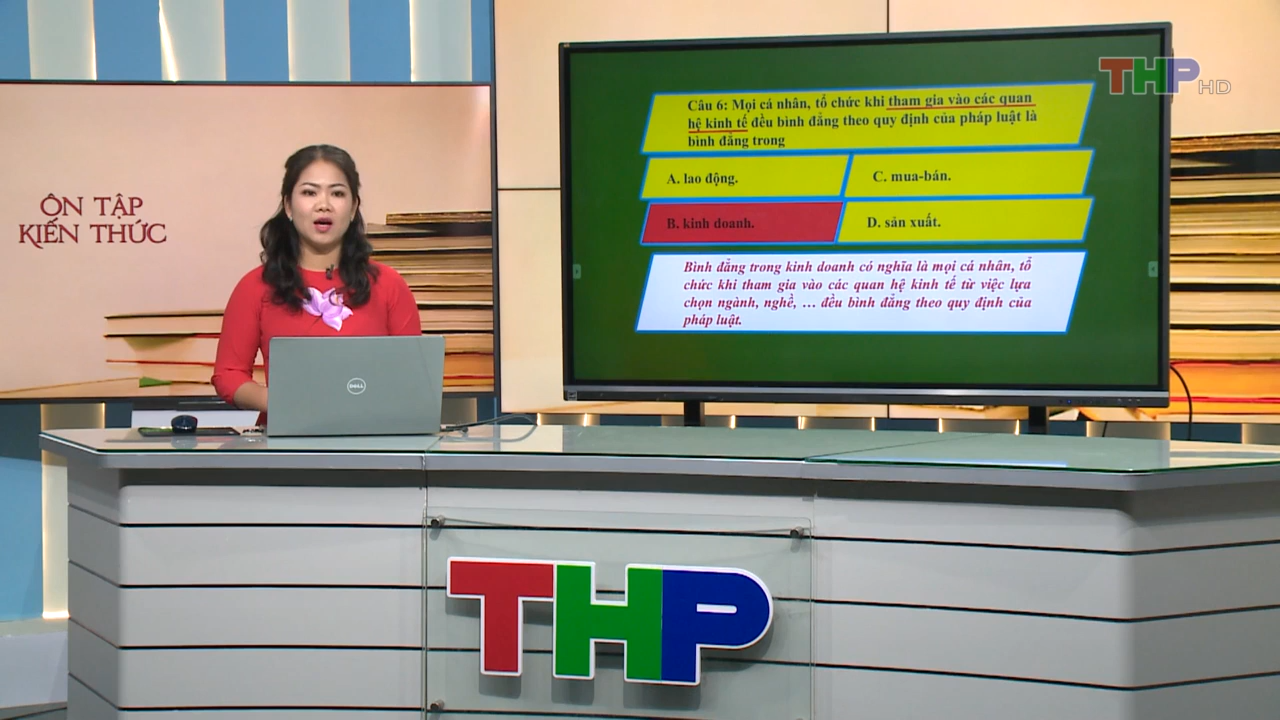 ÔN TẬP
KIẾN THỨC
THP HD
Câu 6: Mọi cá nhân, tổ chức khi tham gia vào các quan
hệ kinh tế đều bình đẳng theo quy định của pháp luật là
bình đẳng trong
A. lao động.
C. mua-bán.
B. kinh doanh.
D. sản xuất.
Bình đẳng trong kinh doanh có nghĩa là mọi cá nhân, tổ
chức khi tham gia vào các quan hệ kinh tế từ việc lựa
chọn ngành, nghề, … đều bình đẳng theo quy định của
pháp luật.
DELL
THP